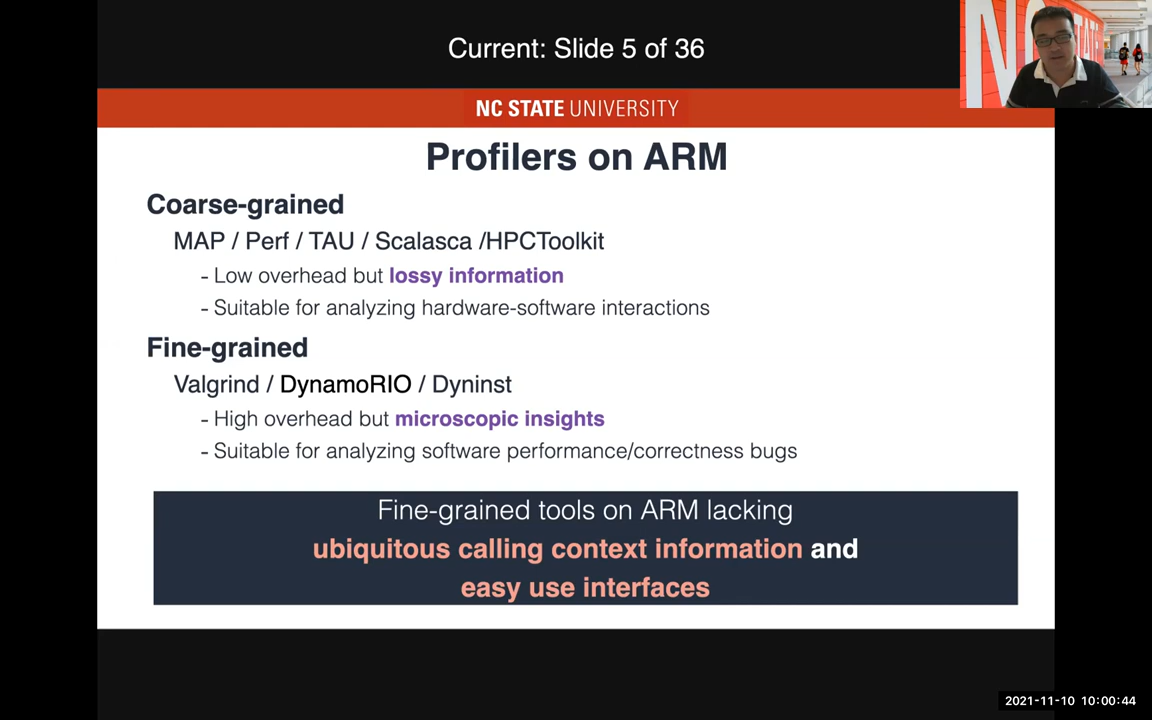 Current: Slide 5 of 36
NC STATE UNIVERSITY
Profilers on ARM
Coarse-grained
MAP / Perf / TAU / Scalasca /HPCToolkit
- Low overhead but lossy information
- Suitable for analyzing hardware-software interactions
Fine-grained
Valgrind / DynamoRIO / Dyninst
- High overhead but microscopic insights
- Suitable for analyzing software performance/correctness bugs
Fine-grained tools on ARM lacking
ubiquitous calling context information and
easy use interfaces
2021-11-10 10:00:44